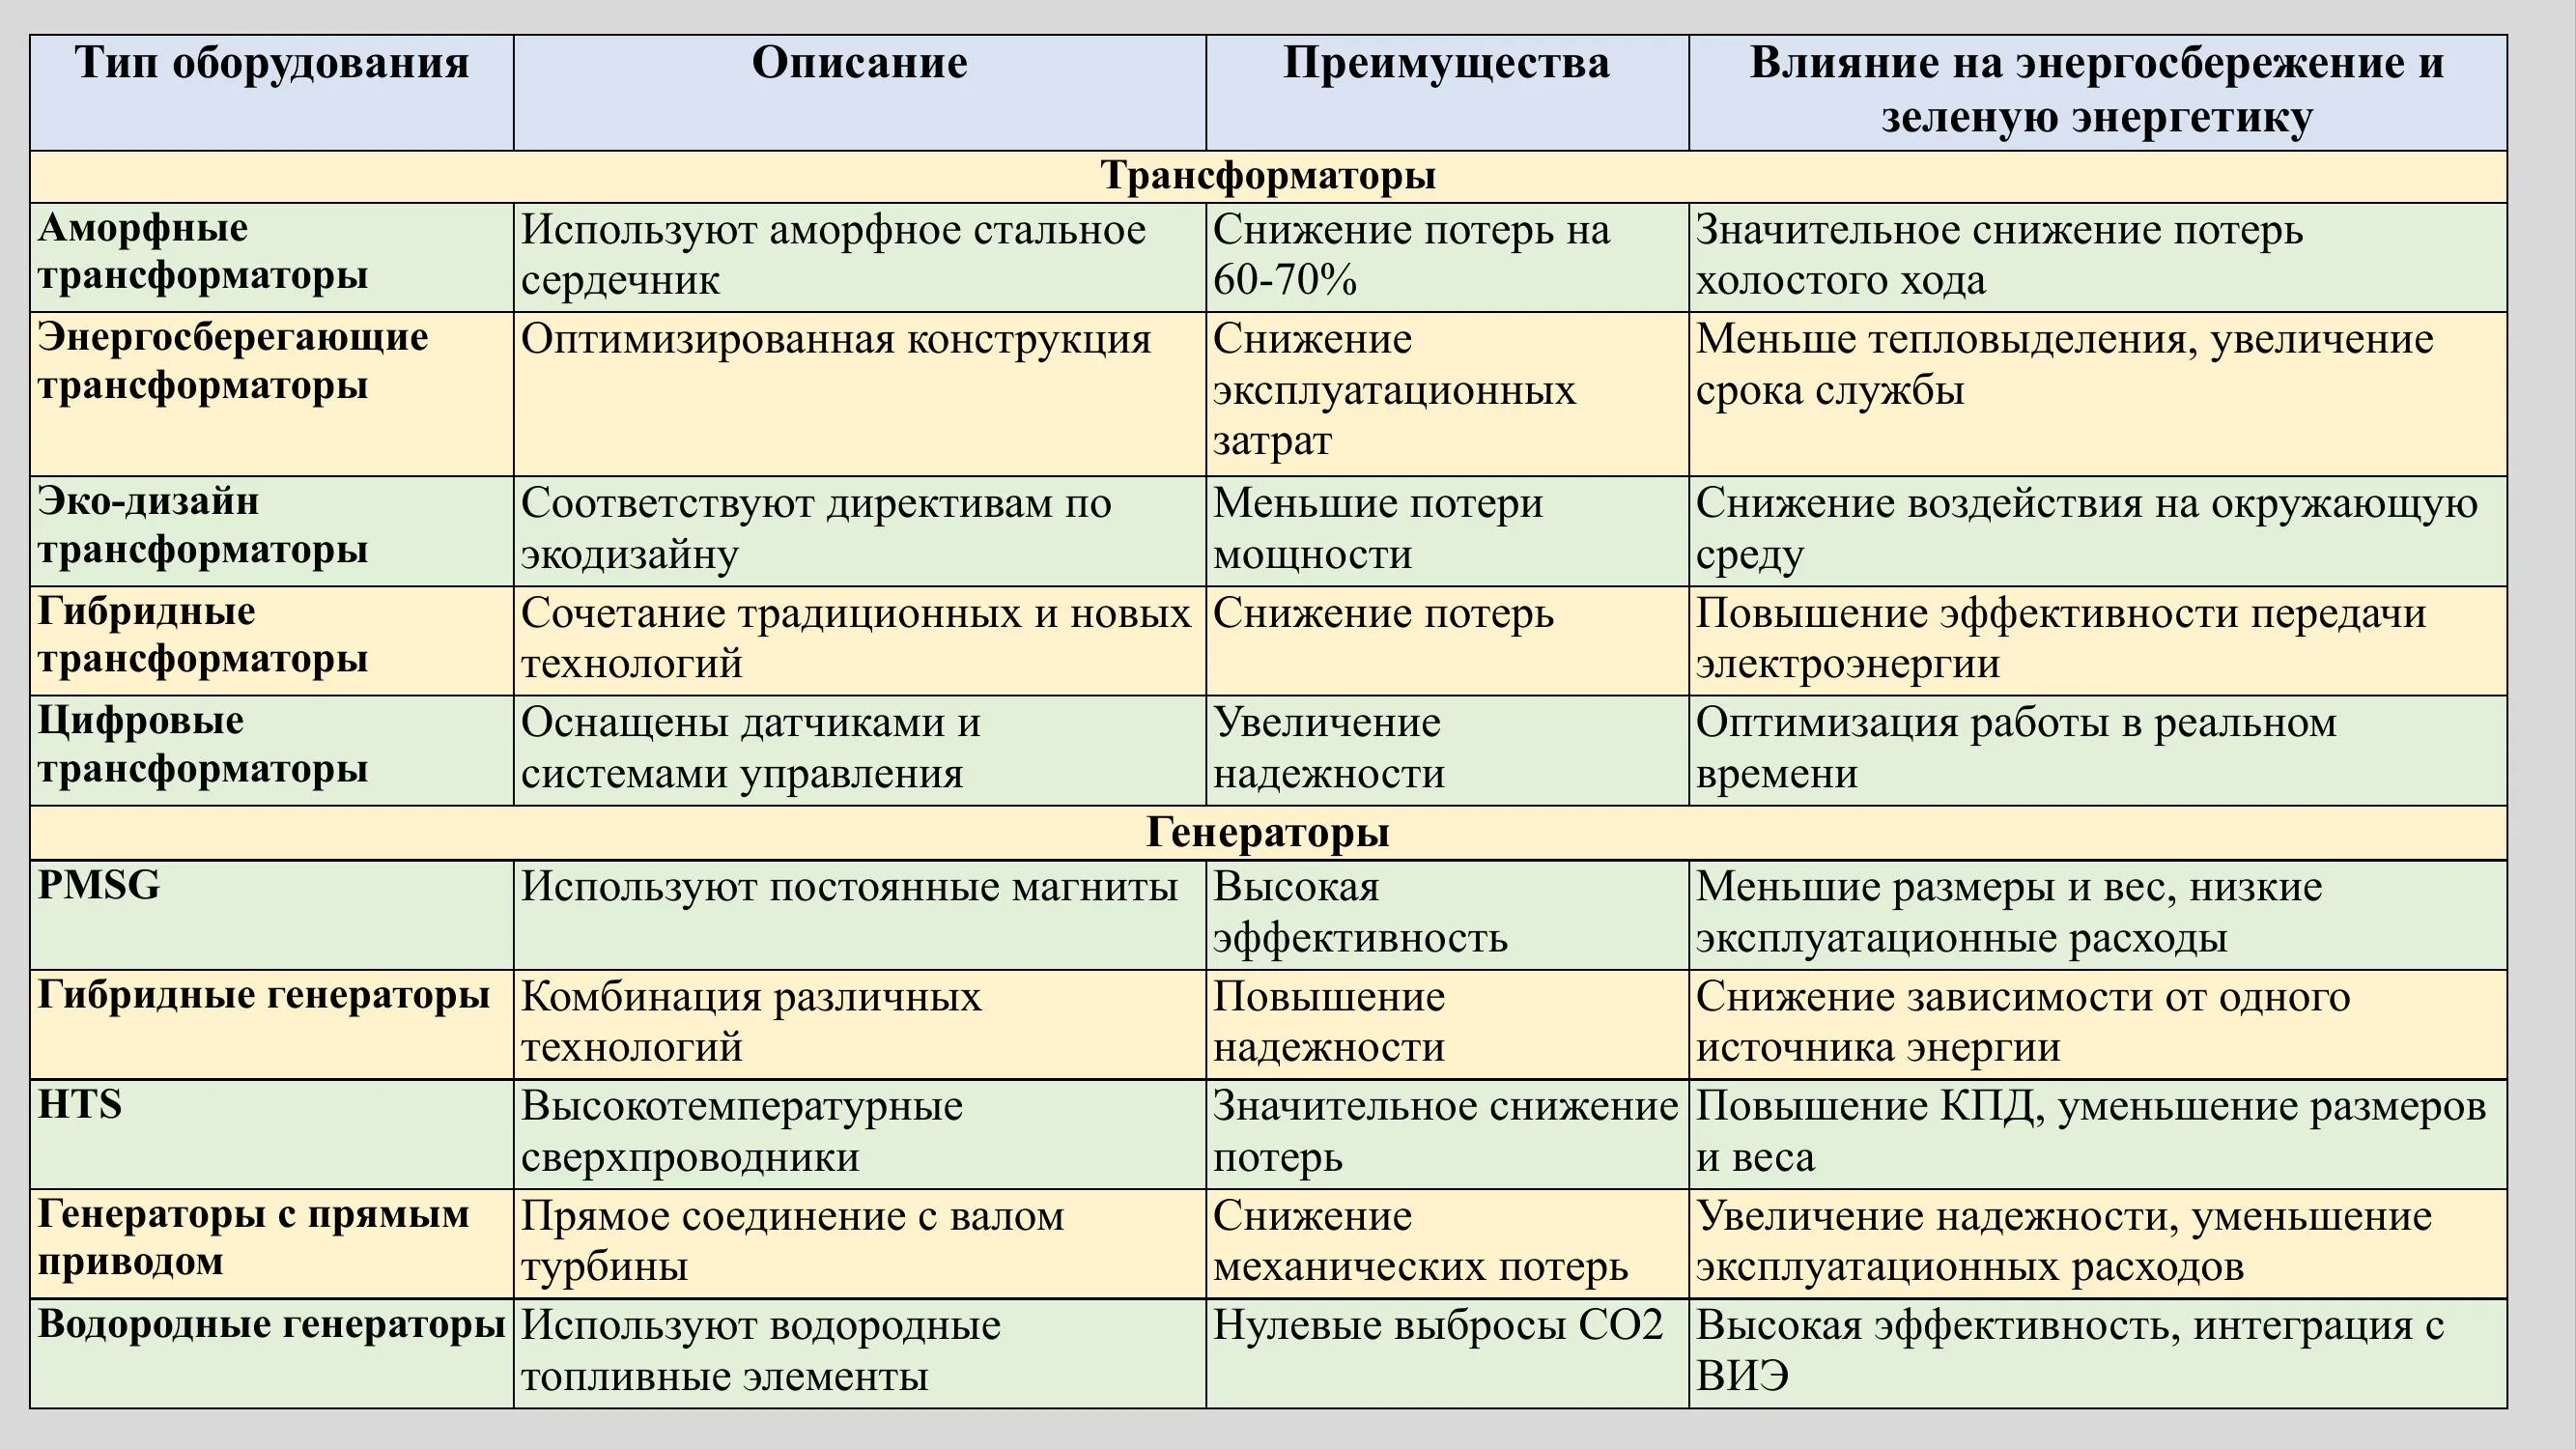 Тип оборудования
Описание
Преимущества
Влияние на энергосбережение и
зеленую энергетику
Трансформаторы
Аморфные
трансформаторы
Используют аморфное стальное
сердечник
Снижение потерь на
60-70%
Значительное снижение потерь
холостого хода
Энергосберегающие
трансформаторы
Оптимизированная конструкция
Снижение
эксплуатационных
затрат
Меньше тепловыделения, увеличение
срока службы
Эко-дизайн
трансформаторы
Соответствуют директивам по
экодизайну
Меньшие потери
мощности
Снижение воздействия на окружающую
среду
Гибридные
трансформаторы
Сочетание традиционных и новых
технологий
Снижение потерь
Повышение эффективности передачи
электроэнергии
Цифровые
трансформаторы
Оснащены датчиками и
системами управления
Увеличение
надежности
Оптимизация работы в реальном
времени
Генераторы
PMSG
Используют постоянные магниты
Высокая
эффективность
Меньшие размеры и вес, низкие
эксплуатационные расходы
Гибридные генераторы
Комбинация различных
технологий
Повышение
надежности
Снижение зависимости от одного
источника энергии
HTS
Высокотемпературные
сверхпроводники
Значительное снижение
потерь
Повышение КПД, уменьшение размеров
и веса
Генераторы с прямым
приводом
Прямое соединение с валом
турбины
Снижение
механических потерь
Увеличение надежности, уменьшение
эксплуатационных расходов
Водородные генераторы
Используют водородные
топливные элементы
Нулевые выбросы CO2
Высокая эффективность, интеграция с
ВИЭ